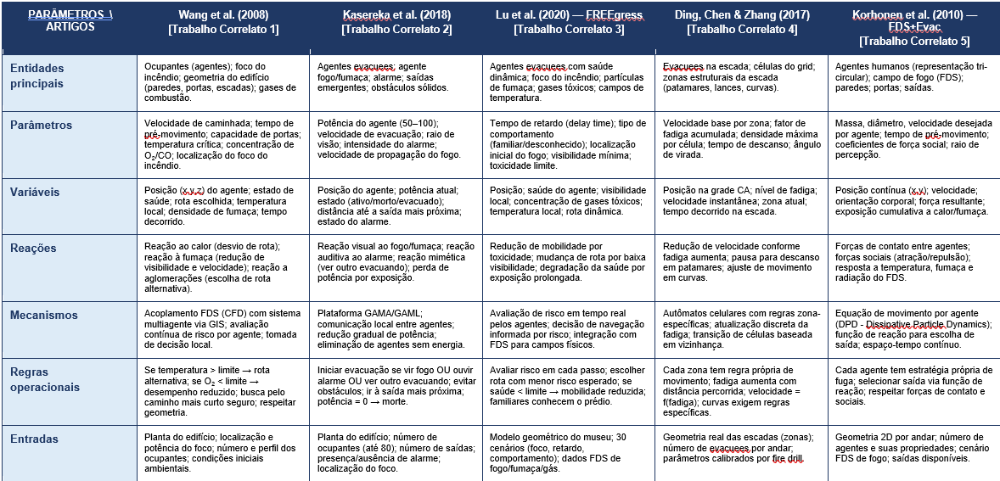 PARÂMETROS \
ARTIGOS
Wang et al. (2008)
[Trabalho Correlato 1]
Kasereka et al. (2018)
[Trabalho Correlato 2]
Lu et al. (2020) — FREEgress
[Trabalho Correlato 3]
Ding, Chen & Zhang (2017)
[Trabalho Correlato 4]
Korhonen et al. (2010) —
FDS+Evac
[Trabalho Correlato 5]
Entidades
principais
Ocupantes (agentes); foco do
incêndio; geometria do edifício
(paredes, portas, escadas); gases de
combustão.
Agentes evacuees; agente
fogo/fumaça; alarme; saídas
emergentes; obstáculos sólidos.
Agentes evacuees com saúde
dinâmica; foco do incêndio; partículas
de fumaça; gases tóxicos; campos de
temperatura.
Evacuees na escada; células do grid;
zonas estruturais da escada
(patamares, lances, curvas).
Agentes humanos (representação tri-
circular); campo de fogo (FDS);
paredes; portas; saídas.
Parâmetros
Velocidade de caminhada; tempo de
pré-movimento; capacidade de portas;
temperatura crítica; concentração de
O₂/CO; localização do foco do
incêndio.
Potência do agente (50–100);
velocidade de evacuação; raio de
visão; intensidade do alarme;
velocidade de propagação do fogo.
Tempo de retardo (delay time); tipo de
comportamento
(familiar/desconhecido); localização
inicial do fogo; visibilidade mínima;
toxicidade limite.
Velocidade base por zona; fator de
fadiga acumulada; densidade máxima
por célula; tempo de descanso; ângulo
de virada.
Massa, diâmetro, velocidade desejada
por agente; tempo de pré-movimento;
coeficientes de força social; raio de
percepção.
Variáveis
Posição (x,y,z) do agente; estado de
saúde; rota escolhida; temperatura
local; densidade de fumaça; tempo
decorrido.
Posição do agente; potência atual;
estado (ativo/morto/evacuado);
distância até a saída mais próxima;
estado do alarme.
Posição; saúde do agente; visibilidade
local; concentração de gases tóxicos;
temperatura local; rota dinâmica.
Posição na grade CA; nível de fadiga;
velocidade instantânea; zona atual;
tempo decorrido na escada.
Posição contínua (x,y); velocidade;
orientação corporal; força resultante;
exposição cumulativa a calor/fumaça.
Reações
Reação ao calor (desvio de rota);
reação à fumaça (redução de
visibilidade e velocidade); reação a
aglomerações (escolha de rota
alternativa).
Reação visual ao fogo/fumaça; reação
auditiva ao alarme; reação mimética
(ver outro evacuando); perda de
potência por exposição.
Redução de mobilidade por
toxicidade; mudança de rota por baixa
visibilidade; degradação da saúde por
exposição prolongada.
Redução de velocidade conforme
fadiga aumenta; pausa para descanso
em patamares; ajuste de movimento
em curvas.
Forças de contato entre agentes;
forças sociais (atração/repulsão);
resposta a temperatura, fumaça e
radiação do FDS.
Mecanismos
Acoplamento FDS (CFD) com sistema
multiagente via GIS; avaliação
contínua de risco por agente; tomada
de decisão local.
Plataforma GAMA/GAML;
comunicação local entre agentes;
redução gradual de potência;
eliminação de agentes sem energia.
Avaliação de risco em tempo real
pelos agentes; decisão de navegação
informada por risco; integração com
FDS para campos físicos.
Autômatos celulares com regras zona-
específicas; atualização discreta da
fadiga; transição de células baseada
em vizinhança.
Equação de movimento por agente
(DPD - Dissipative Particle Dynamics);
função de reação para escolha de
saída; espaço-tempo contínuo.
Regras
operacionais
Se temperatura > limite → rota
alternativa; se O₂ < limite →
desempenho reduzido; busca pelo
caminho mais curto seguro; respeitar
geometria.
Iniciar evacuação se vir fogo OU ouvir
alarme OU ver outro evacuando; evitar
obstáculos; ir à saída mais próxima;
potência = 0 → morte.
Avaliar risco em cada passo; escolher
rota com menor risco esperado; se
saúde < limite → mobilidade reduzida;
familiares conhecem o prédio.
Cada zona tem regra própria de
movimento; fadiga aumenta com
distância percorrida; velocidade =
f(fadiga); curvas exigem regras
específicas.
Cada agente tem estratégia própria de
fuga; selecionar saída via função de
reação; respeitar forças de contato e
sociais.
Entradas
Planta do edifício; localização e
potência do foco; número e perfil dos
ocupantes; condições iniciais
ambientais.
Planta do edifício; número de
ocupantes (até 80); número de saídas;
presença/ausência de alarme;
localização do foco.
Modelo geométrico do museu; 30
cenários (foco, retardo,
comportamento); dados FDS de
fogo/fumaça/gás.
Geometria real das escadas (zonas);
número de evacuees por andar;
parâmetros calibrados por fire drill.
Geometria 2D por andar; número de
agentes e suas propriedades; cenário
FDS de fogo; saídas disponíveis.